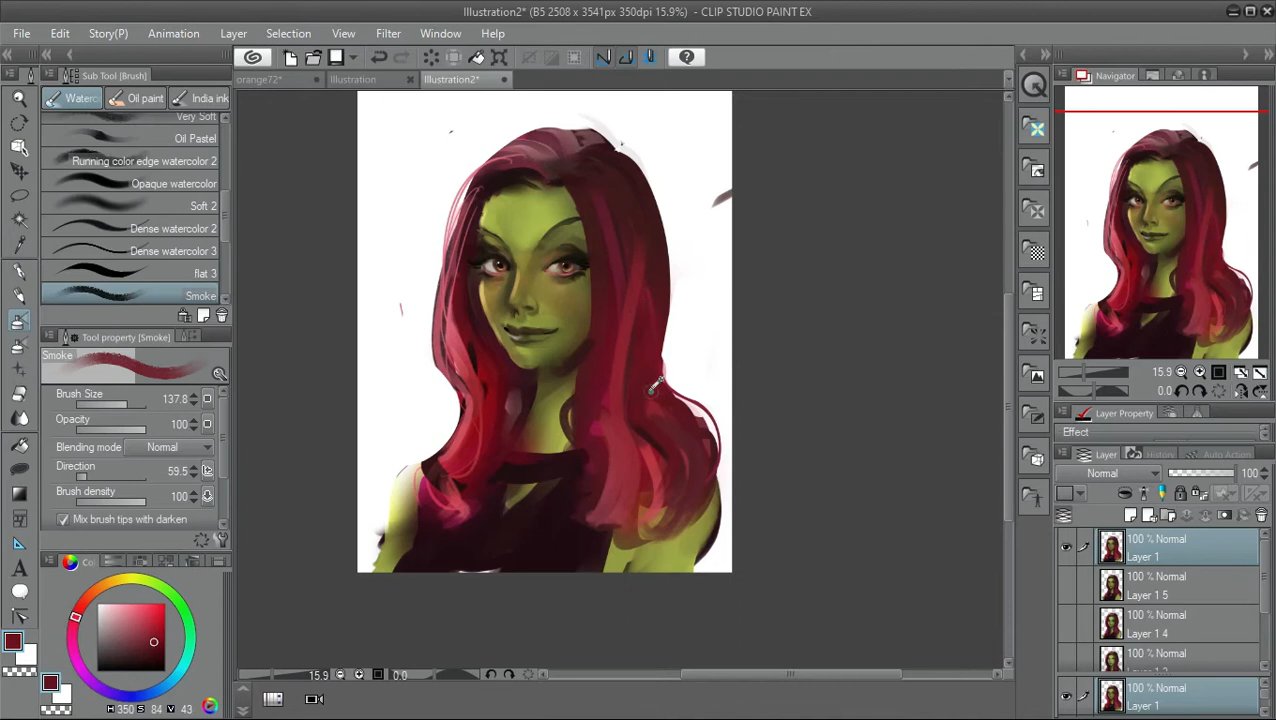 Illustration2* (B5 2508 x 3541px 350dpi 15.9%) - CLIP STUDIO PAINT EX
File Edit Story(P) Animation Layer Selection View Filter Window Help
Sub Tool [Brush]
orange72* Illustration Illustration2*
Navigator
Waterc Oil paint India ink
Very Soft
Oil Pastel
Running color edge watercolor 2
Opaque watercolor
Soft 2
Dense watercolor 2
Dense watercolor 3
flat 3
Smoke
Tool property [Smoke]
Smoke
Brush Size 137.8
Opacity 100
Blending mode Normal
Direction 59.5
Brush density 100
Mix brush tips with darken
Co
H 350 S 84 V 43
15.9 0.0
15.9
0.0
Layer Property
Effect
Layer History Auto Action
Normal 100
100 % Normal
Layer 1
100 % Normal
Layer 1 5
100 % Normal
Layer 1 4
100 % Normal
100 % Normal
Layer 1